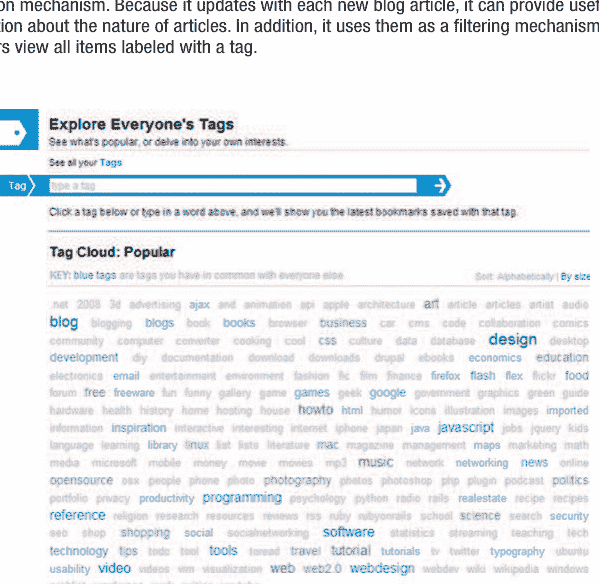 on mechanism. Because it updates with each new blog article, it can provide usef
tion about the nature of articles. In addition, it uses them as a filtering mechanism
rs view all items labeled with a tag.
Explore Everyone's Tags
See what's popular, or delve into your own interests.
See all your Tags
Tag type a tag
Click a tag below or type in a word above, and we'll show you the latest bookmarks saved with that tag.
Tag Cloud: Popular
KEY: blue tags are tags you have in common with everyone else. Sort: Alphabetically | By size
.net 2008 3d advertising ajax and animation api apple architecture art article articles artist audio
blog blogging blogs book books browser business car cms code collaboration comics
community computer converter cooking cool css culture data database design desktop
development diy documentation download downloads drupal ebooks economics education
electronics email entertainment environment fashion fic film finance firefox flash flex flickr food
forum free freeware fun funny gallery game games geek google government graphics green guide
hardware health history home hosting house howto html humor icons illustration images imported
information inspiration interactive interesting internet iphone japan java javascript jobs jquery kids
language learning library linux list lists literature mac magazine management maps marketing math
media microsoft mobile money movie movies mp3 music network networking news online
opensource osx people phone photo photography photos photoshop php plugin podcast politics
portfolio privacy productivity programming psychology python radio rails realestate recipe recipes
reference religion research resources reviews rss ruby rubyonrails school science search security
seo shop shopping social socialnetworking software statistics streaming teaching tech
technology tips todo tool tools toread travel tutorial tutorials tv twitter typography ubuntu
usability video videos vim visualization web web2.0 webdesign webdev wiki wikipedia windows